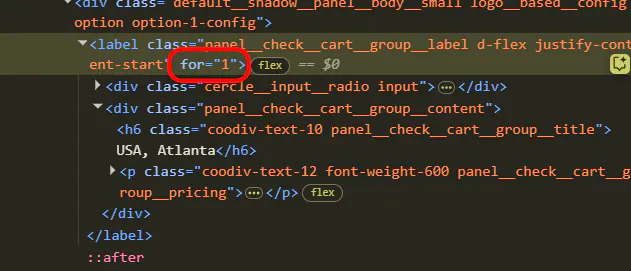 <div class="default__shadow__panel__body__small logo__based__config
option option-1-config">
<label class="panel__check__cart__group__label d-flex justify-cont
ent-start" for="1"> flex == $0
<div class="cercle__input__radio input"> … </div>
<div class="panel__check__cart__group__content">
<h6 class="coodiv-text-10 panel__check__cart__group__title">
USA, Atlanta</h6>
<p class="coodiv-text-12 font-weight-600 panel__check__cart__g
roup__pricing"> … </p> flex
</div>
</label>
::after